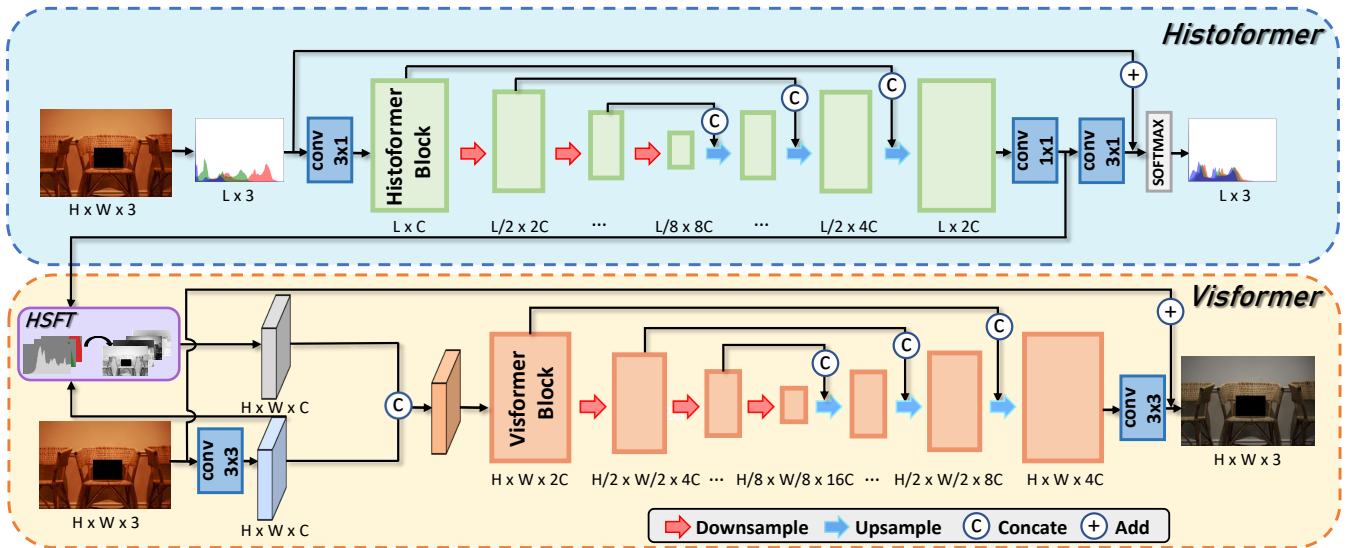 Histoformer
H x W x 3
L x 3
conv
3x1
Histoformer
Block
L x C
L/2 x 2C
...
L/8 x 8C
...
L/2 x 4C
L x 2C
C
C
C
conv
1x1
conv
3x1
+
SOFTMAX
L x 3
Visformer
HSFT
H x W x C
H x W x 3
conv
3x3
H x W x C
C
Visformer
Block
H x W x 2C
H/2 x W/2 x 4C
...
H/8 x W/8 x 16C
...
H/2 x W/2 x 8C
H x W x 4C
C
C
C
conv
3x3
+
H x W x 3
Downsample
Upsample
C Concate
+ Add